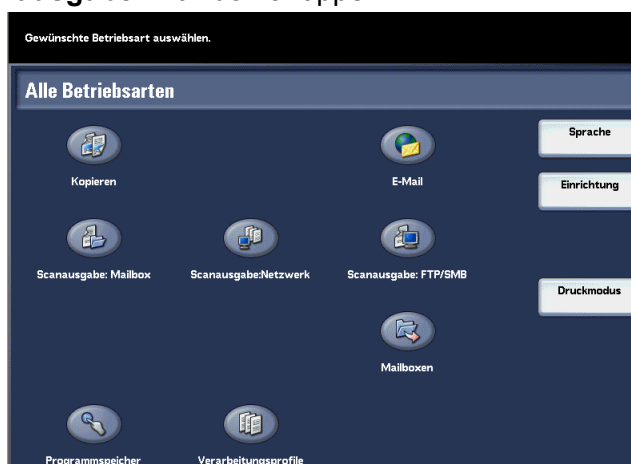 Gewünschte Betriebsart auswählen.
Alle Betriebsarten
Sprache
Kopieren
E-Mail
Einrichtung
Scanausgabe: Mailbox
Scanausgabe:Netzwerk
Scanausgabe: FTP/SMB
Druckmodus
Mailboxen
Programmspeicher
Verarbeitungsprofile